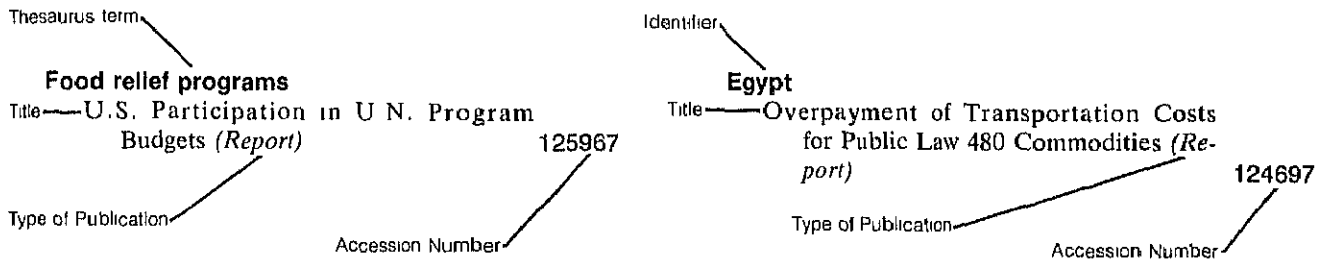 Thesaurus term
Food relief programs
Title
U.S. Participation in U N. Program
Budgets (Report)
125967
Type of Publication
Accession Number
Identifier
Egypt
Title
Overpayment of Transportation Costs
for Public Law 480 Commodities (Re-
port)
124697
Type of Publication
Accession Number